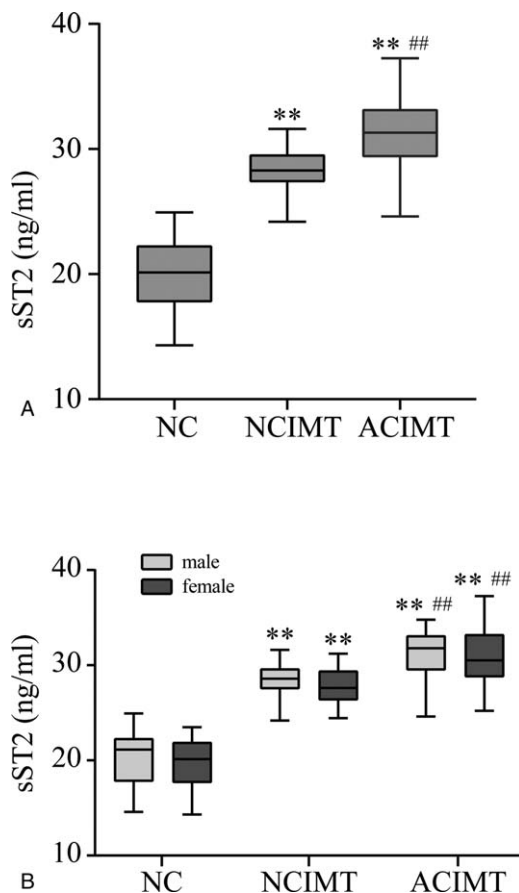 40
** ##
**
30
sST2 (ng/ml)
20
10
A
NC NCIMT ACIMT
40
male
female
** ##
** ##
** **
30
sST2 (ng/ml)
20
10
B
NC NCIMT ACIMT